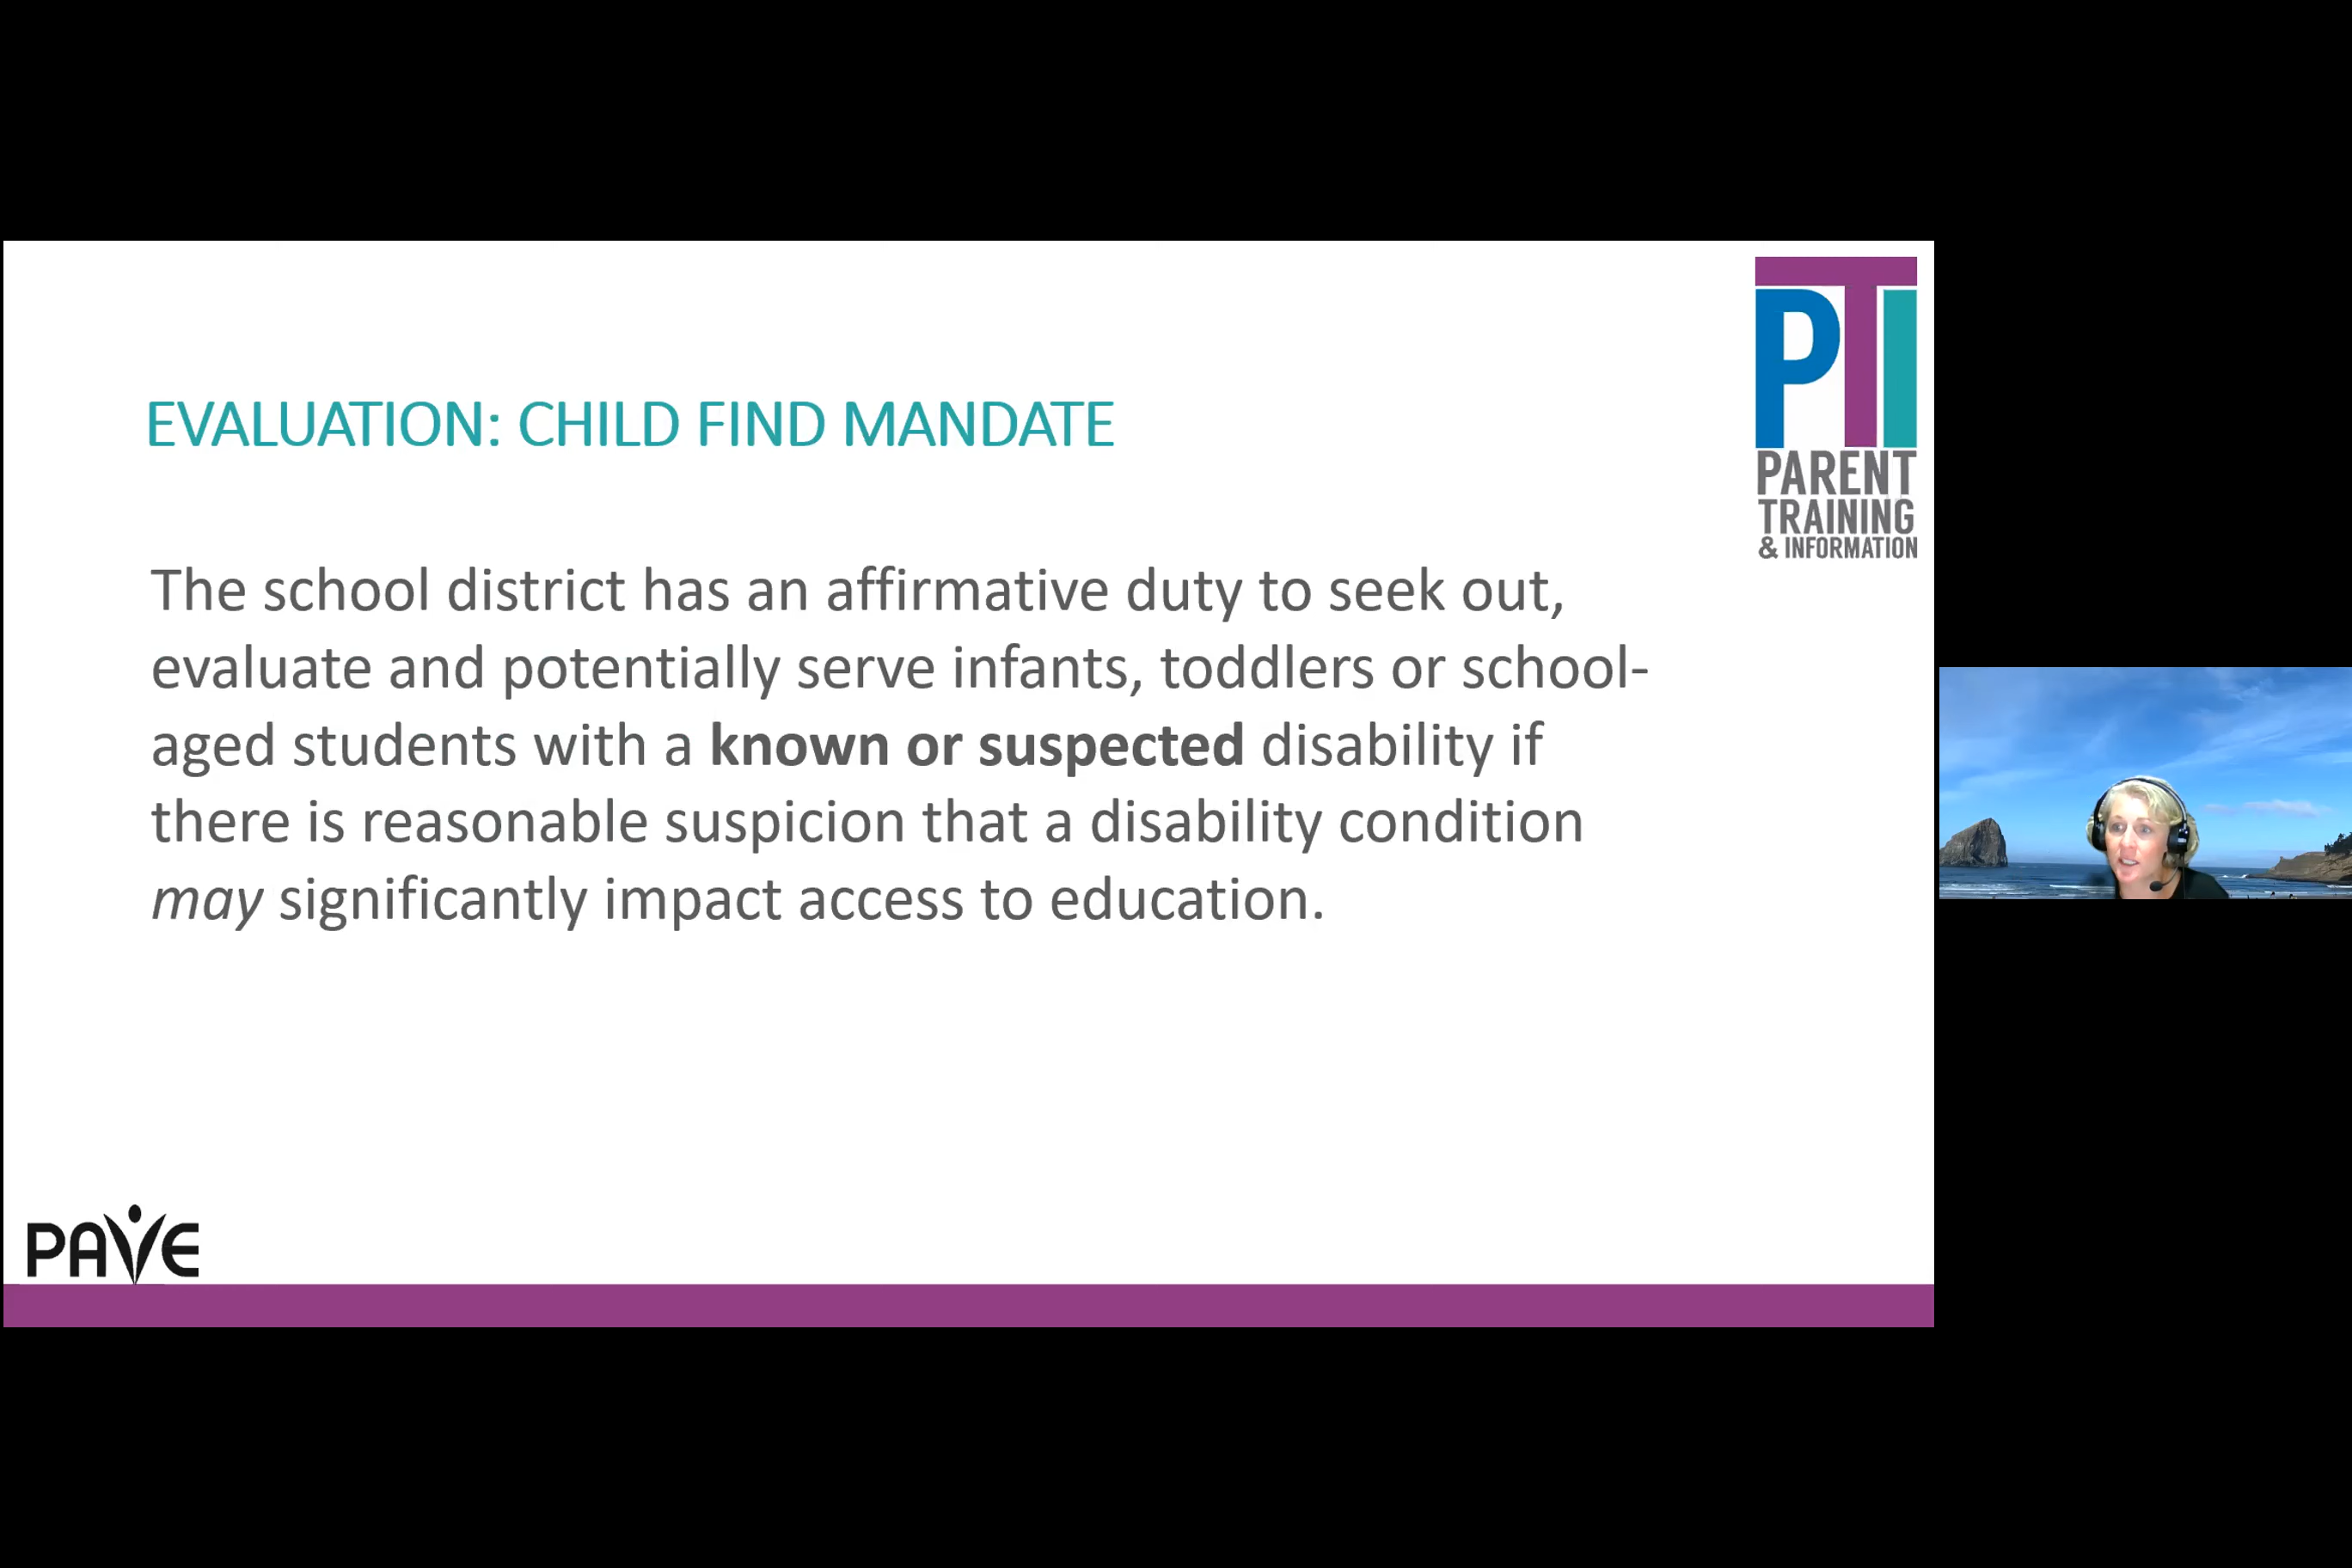 EVALUATION: CHILD FIND MANDATE
The school district has an affirmative duty to seek out,
evaluate and potentially serve infants, toddlers or school-
aged students with a known or suspected disability if
there is reasonable suspicion that a disability condition
may significantly impact access to education.
PTI
PARENT
TRAINING
& INFORMATION
PAVE